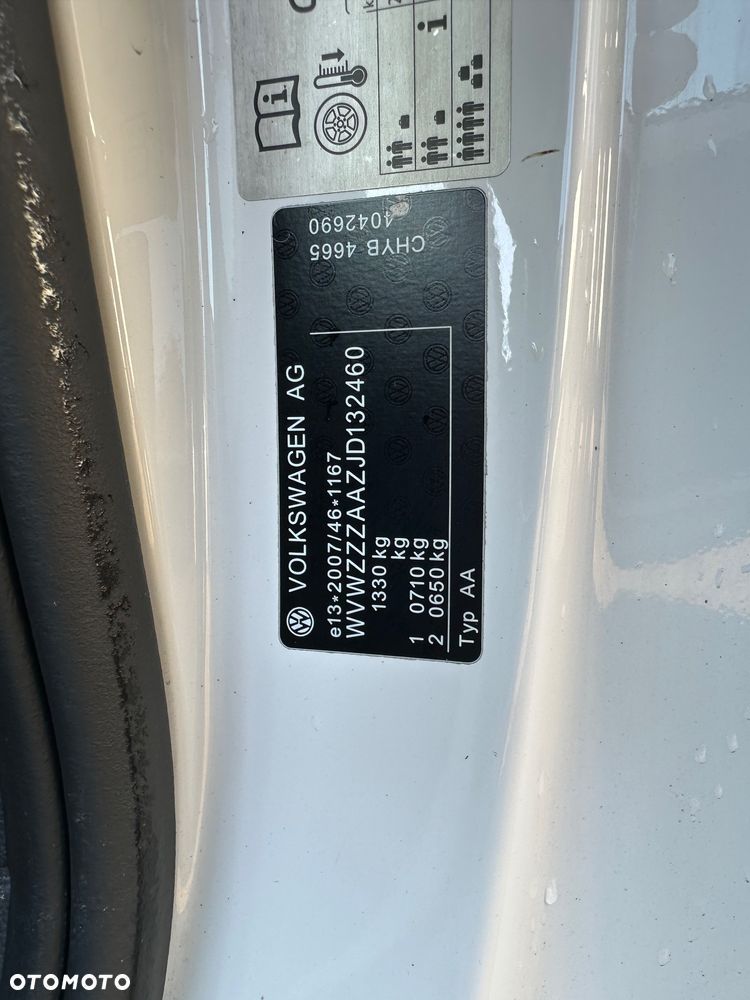 VOLKSWAGEN AG
e13*2007/46*1167
WVWZZZAAZJD132460
1330 kg
kg
1 0710 kg
2 0650 kg
Typ AA
CHYB 4665
4042690
OTOMOTO